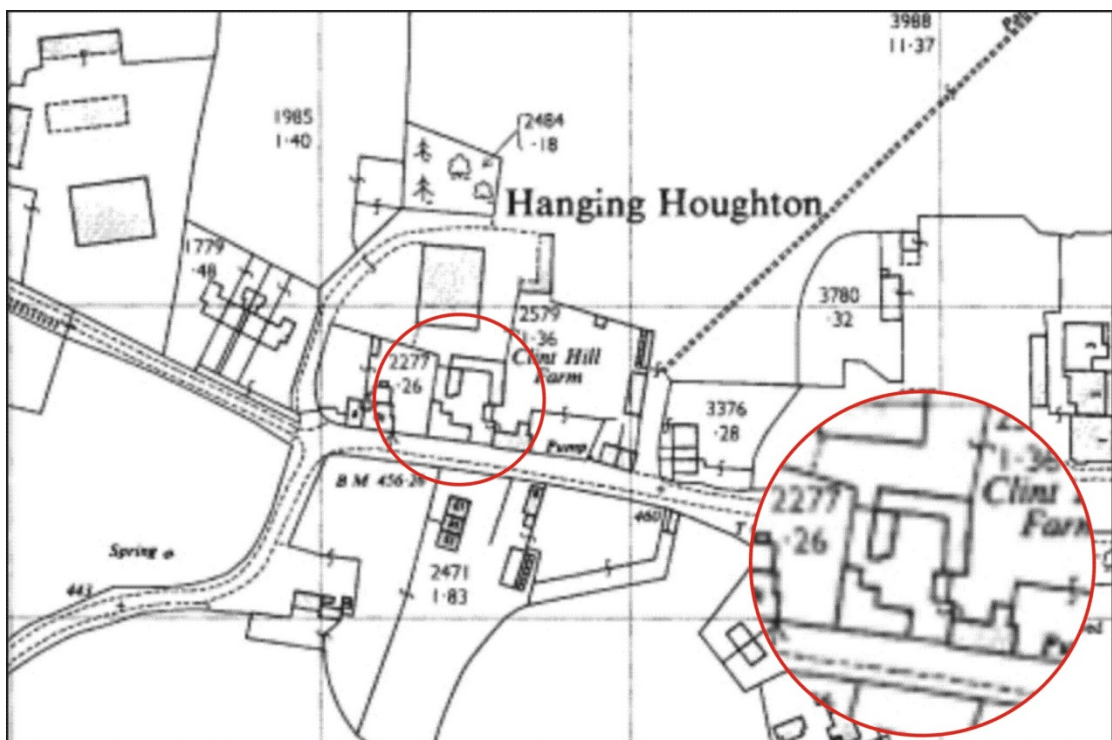 3988
11·37
1985
1·40
2484
·18
Hanging Houghton
1779
·48
3780
·32
2579
1·36
Clint Hill
Farm
2277
·26
3376
·28
Pump
B M 456·26
460
T
Spring
443
2471
1·83
1·36
Clint
Farm
2277
·26